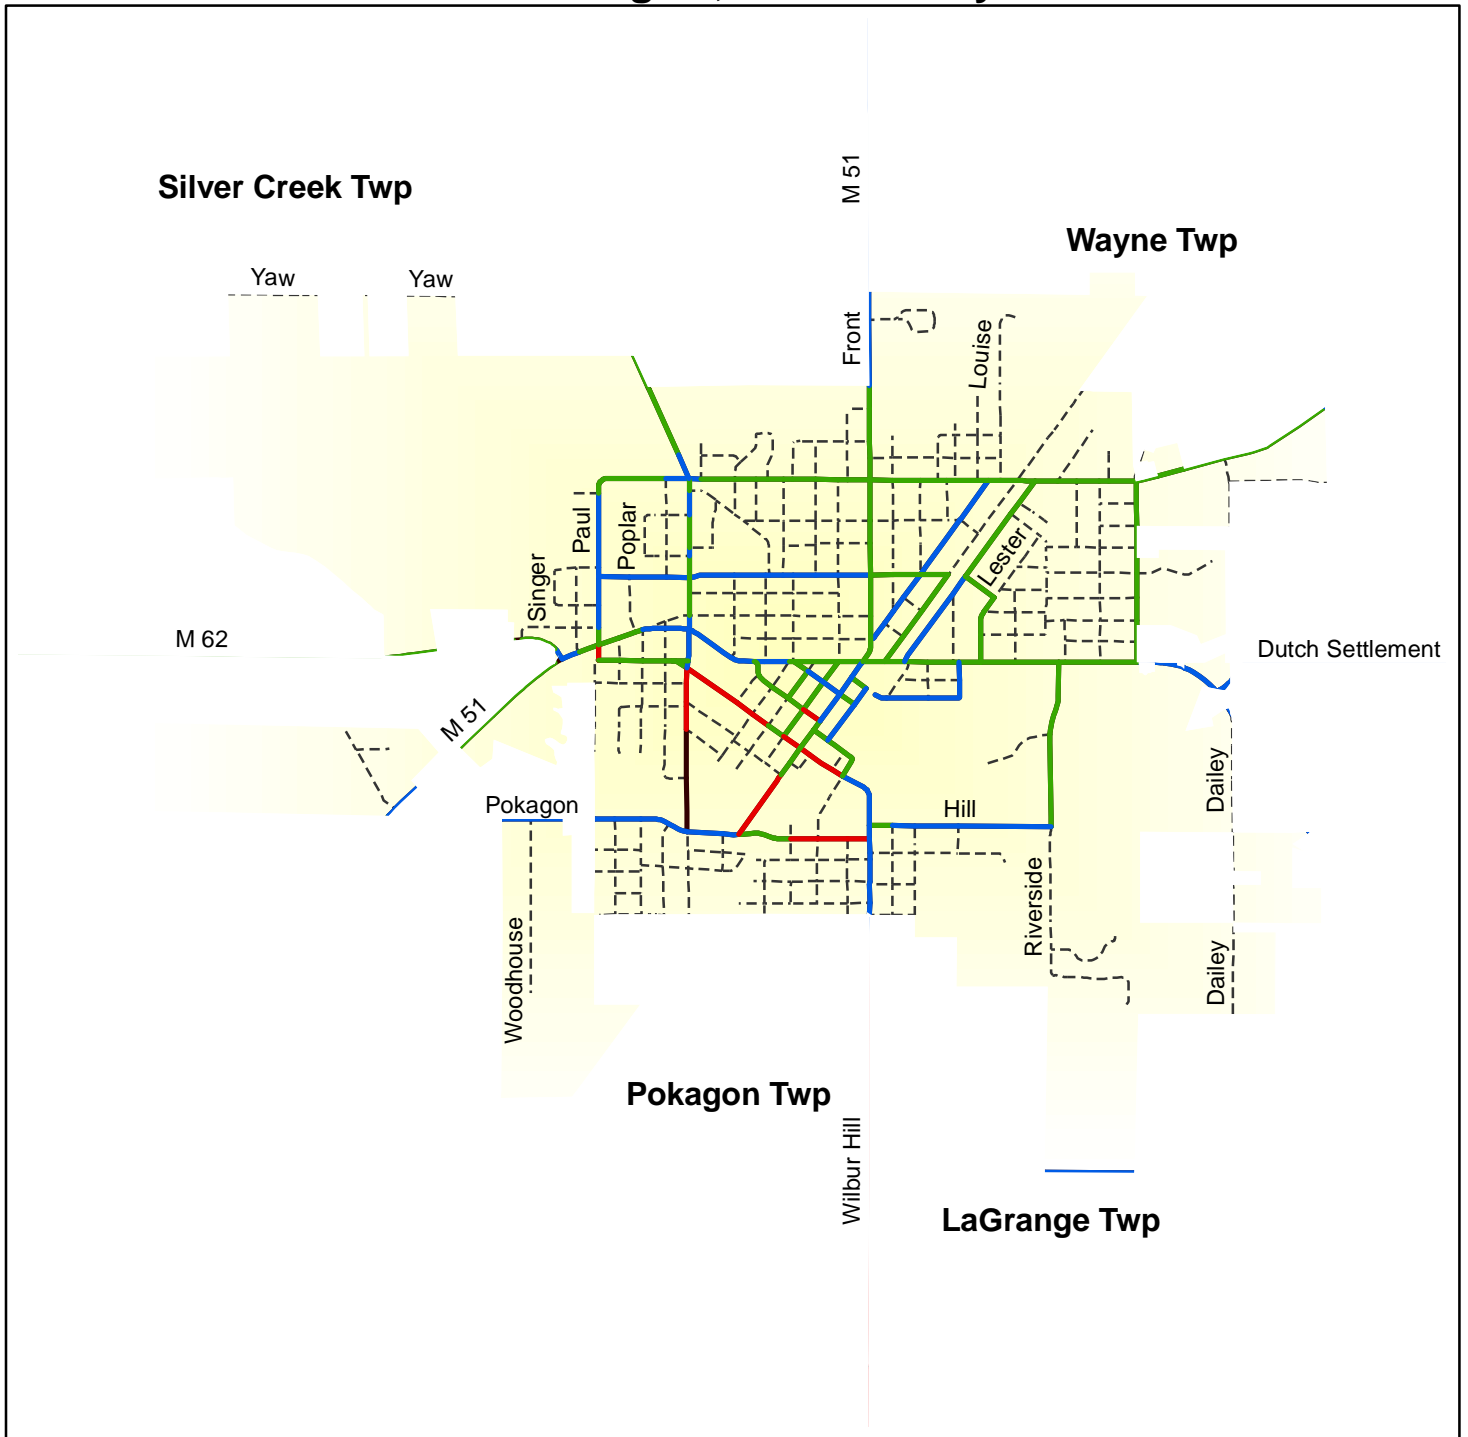 M 51
Silver Creek Twp
Wayne Twp
Yaw
Yaw
Front
Louise
Paul
Poplar
Lester
Singer
M 62
Dutch Settlement
M 51
Dailey
Pokagon
Hill
Riverside
Woodhouse
Dailey
Pokagon Twp
Wilbur Hill
LaGrange Twp